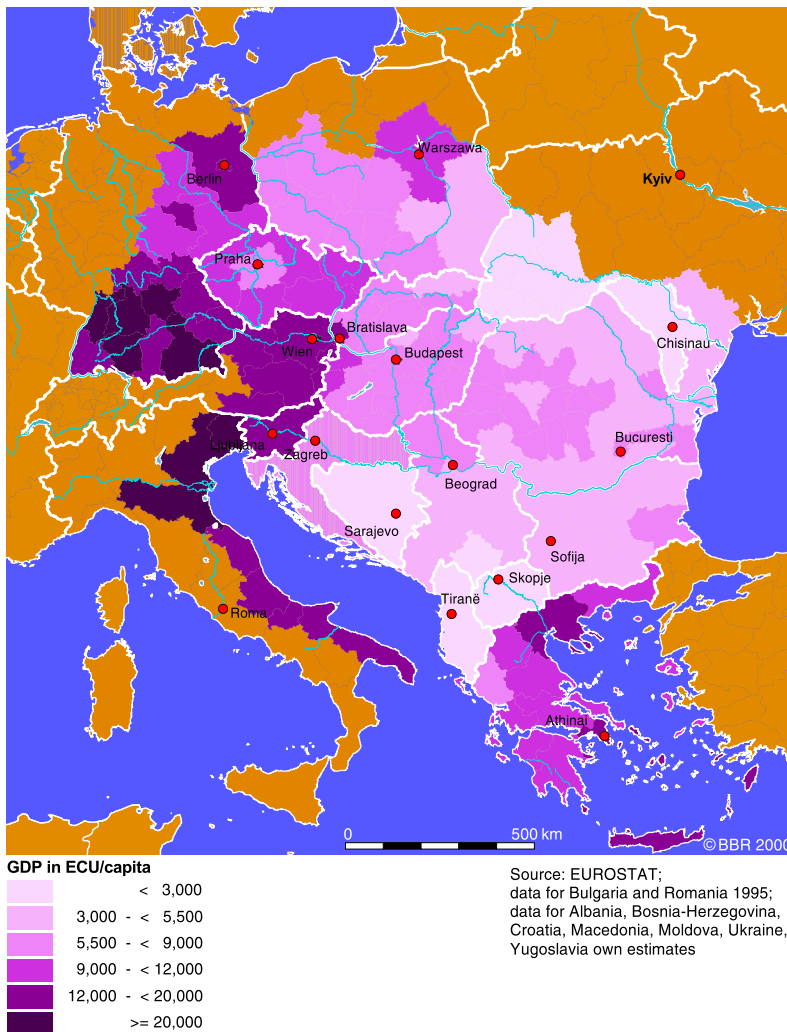 Warszawa
Berlin
Kyiv
Praha
Bratislava
Chisinau
Wien
Budapest
Ljubljana
Bucuresti
Zagreb
Beograd
Sarajevo
Sofija
Skopje
Tiranë
Roma
Athinai
0 500 km
©BBR 2000
GDP in ECU/capita
< 3,000
3,000 - < 5,500
5,500 - < 9,000
9,000 - < 12,000
12,000 - < 20,000
>= 20,000
Source: EUROSTAT;
data for Bulgaria and Romania 1995;
data for Albania, Bosnia-Herzegovina,
Croatia, Macedonia, Moldova, Ukraine,
Yugoslavia own estimates